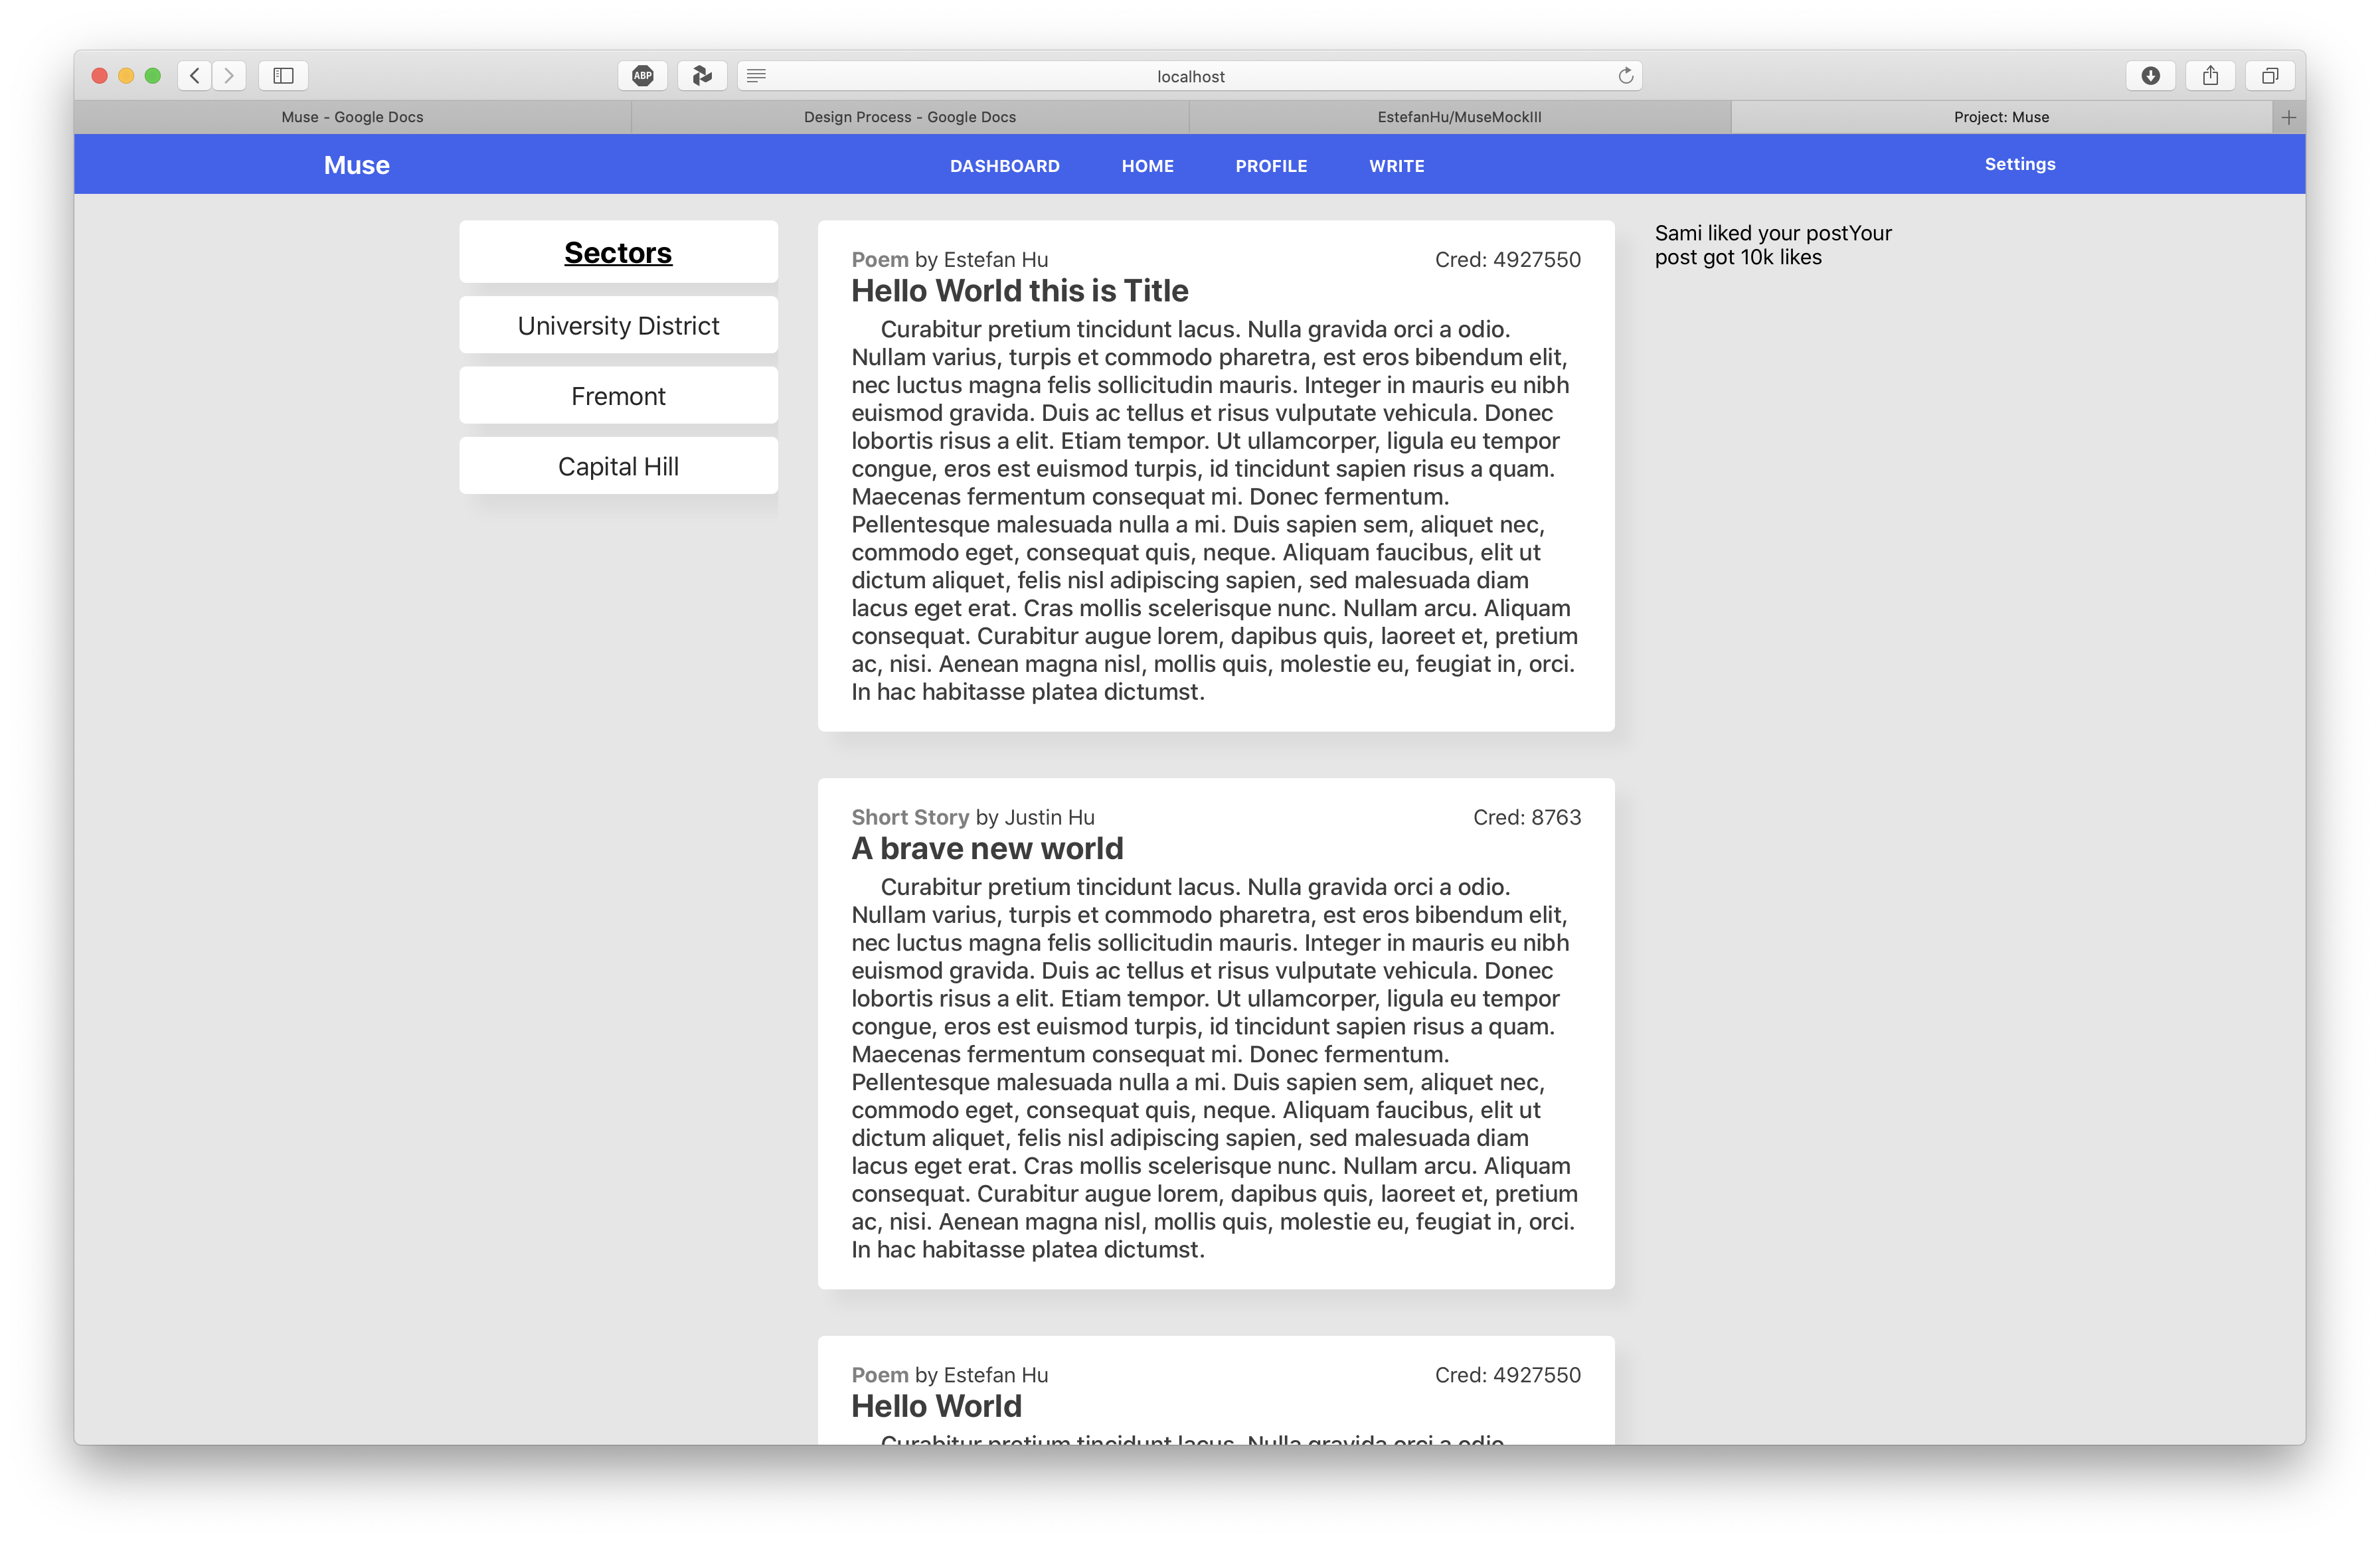 ABP
localhost
Muse - Google Docs
Design Process - Google Docs
EstefanHu/MuseMockIII
Project: Muse
Muse
DASHBOARD
HOME
PROFILE
WRITE
Settings
Sectors
University District
Fremont
Capital Hill
Poem by Estefan Hu
Cred: 4927550
Hello World this is Title
Curabitur pretium tincidunt lacus. Nulla gravida orci a odio.
Nullam varius, turpis et commodo pharetra, est eros bibendum elit,
nec luctus magna felis sollicitudin mauris. Integer in mauris eu nibh
euismod gravida. Duis ac tellus et risus vulputate vehicula. Donec
lobortis risus a elit. Etiam tempor. Ut ullamcorper, ligula eu tempor
congue, eros est euismod turpis, id tincidunt sapien risus a quam.
Maecenas fermentum consequat mi. Donec fermentum.
Pellentesque malesuada nulla a mi. Duis sapien sem, aliquet nec,
commodo eget, consequat quis, neque. Aliquam faucibus, elit ut
dictum aliquet, felis nisl adipiscing sapien, sed malesuada diam
lacus eget erat. Cras mollis scelerisque nunc. Nullam arcu. Aliquam
consequat. Curabitur augue lorem, dapibus quis, laoreet et, pretium
ac, nisi. Aenean magna nisl, mollis quis, molestie eu, feugiat in, orci.
In hac habitasse platea dictumst.
Short Story by Justin Hu
Cred: 8763
A brave new world
Curabitur pretium tincidunt lacus. Nulla gravida orci a odio.
Nullam varius, turpis et commodo pharetra, est eros bibendum elit,
nec luctus magna felis sollicitudin mauris. Integer in mauris eu nibh
euismod gravida. Duis ac tellus et risus vulputate vehicula. Donec
lobortis risus a elit. Etiam tempor. Ut ullamcorper, ligula eu tempor
congue, eros est euismod turpis, id tincidunt sapien risus a quam.
Maecenas fermentum consequat mi. Donec fermentum.
Pellentesque malesuada nulla a mi. Duis sapien sem, aliquet nec,
commodo eget, consequat quis, neque. Aliquam faucibus, elit ut
dictum aliquet, felis nisl adipiscing sapien, sed malesuada diam
lacus eget erat. Cras mollis scelerisque nunc. Nullam arcu. Aliquam
consequat. Curabitur augue lorem, dapibus quis, laoreet et, pretium
ac, nisi. Aenean magna nisl, mollis quis, molestie eu, feugiat in, orci.
In hac habitasse platea dictumst.
Poem by Estefan Hu
Cred: 4927550
Hello World
Curabitur pretium tincidunt lacus. Nulla gravida orci a odio.
Sami liked your postYour
post got 10k likes